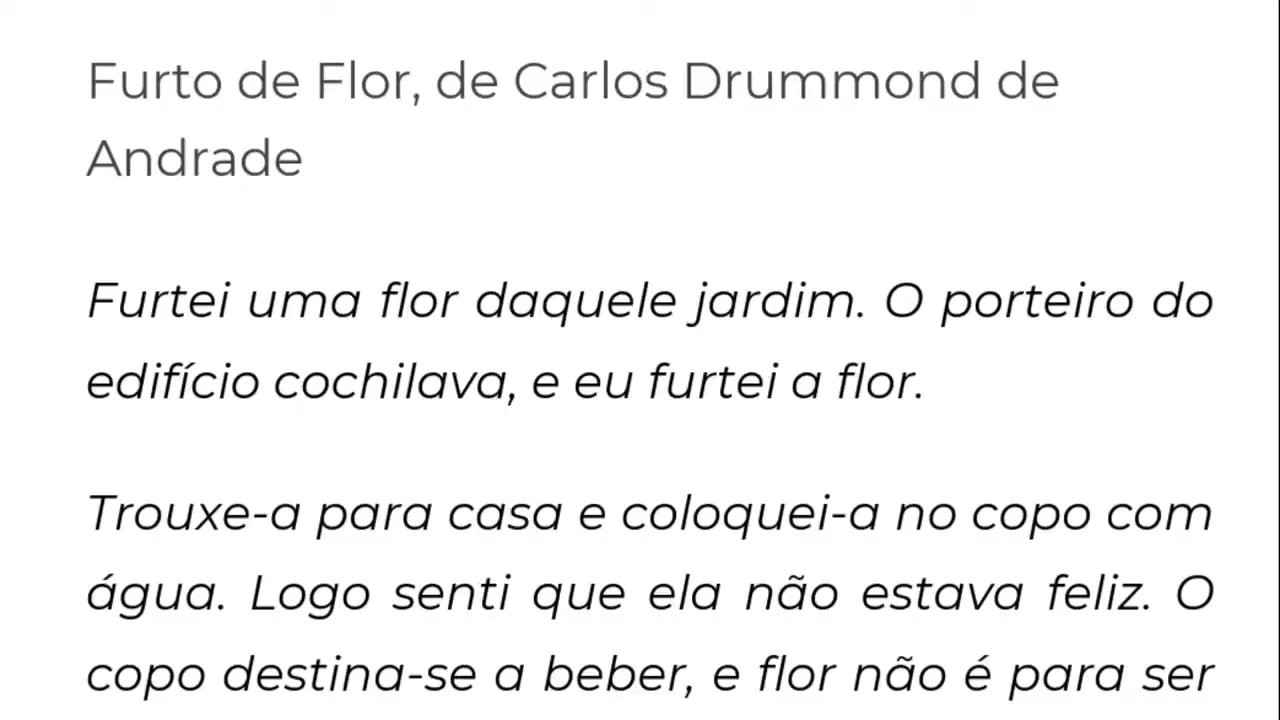 Furto de Flor, de Carlos Drummond de
Andrade
Furtei uma flor daquele jardim. O porteiro do
edifício cochilava, e eu furtei a flor.
Trouxe-a para casa e coloquei-a no copo com
água. Logo senti que ela não estava feliz. O
copo destina-se a beber, e flor não é para ser